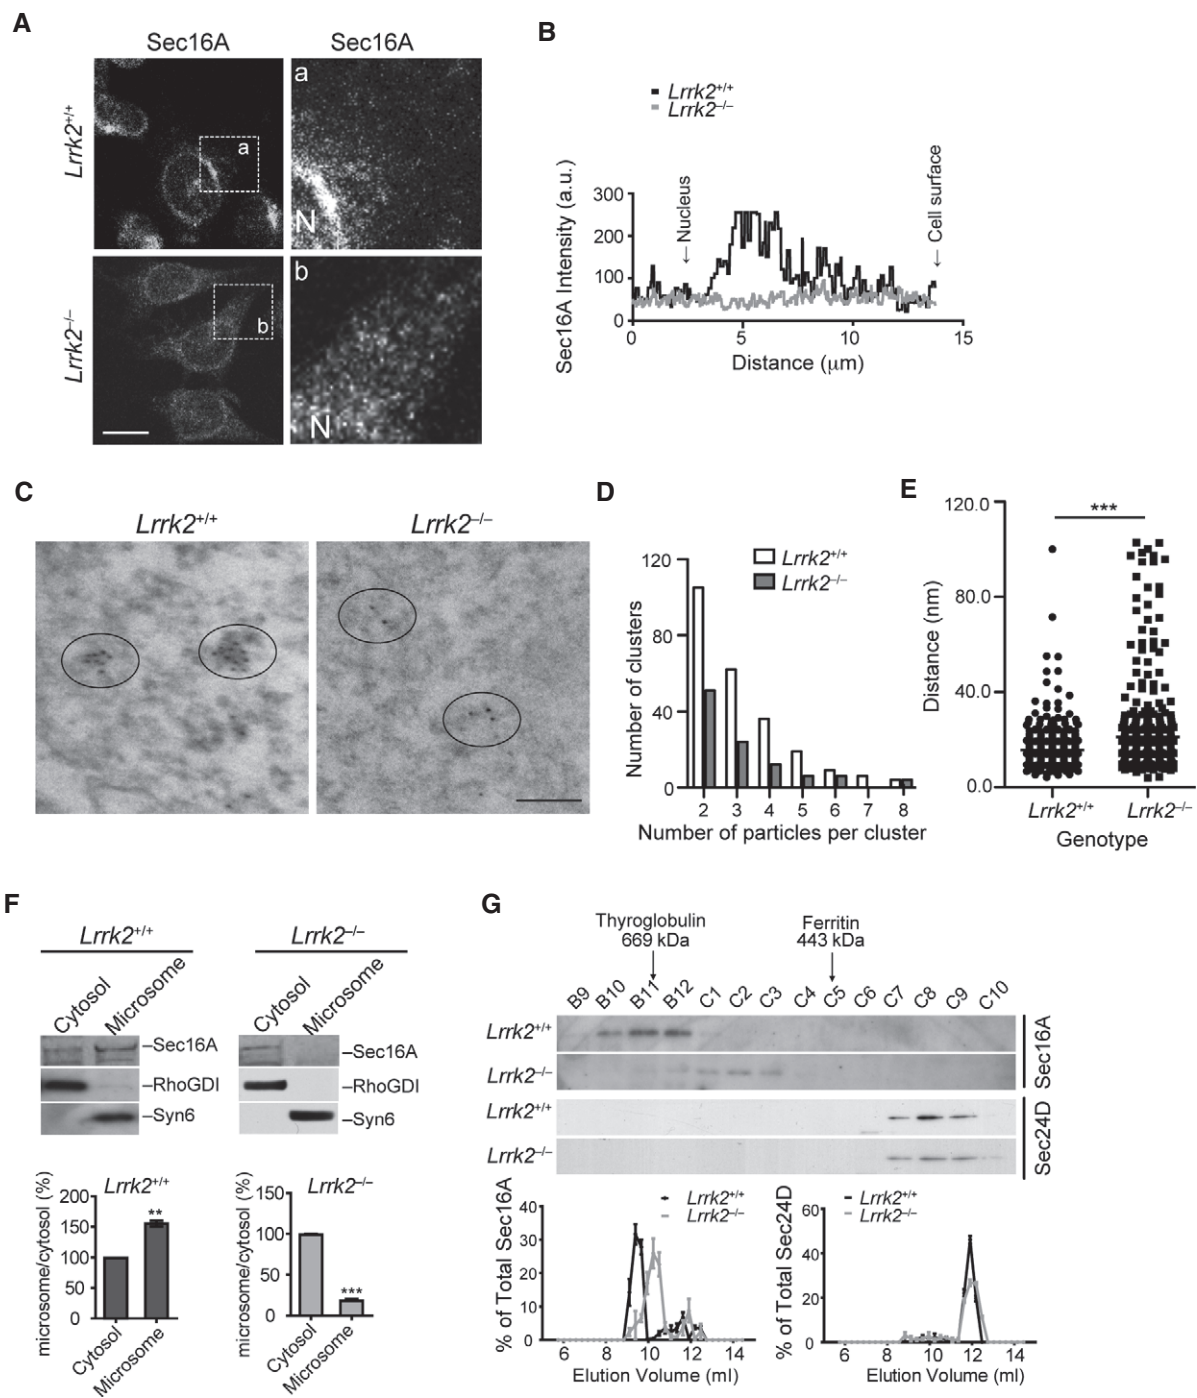 A
Sec16A Sec16A
Lrrk2+/+
a
a
N
Lrrk2–/–
b
b
N
B
Lrrk2+/+
Lrrk2–/–
Sec16A Intensity (a.u.)
300
200
100
0
← Nucleus
← Cell surface
0 5 10 15
Distance (μm)
C
Lrrk2+/+ Lrrk2–/–
D
Lrrk2+/+
Lrrk2–/–
Number of clusters
120
80
40
0
2 3 4 5 6 7 8
Number of particles per cluster
E
Distance (nm)
120.0
80.0
40.0
0.0
***
Lrrk2+/+ Lrrk2–/–
Genotype
F
Lrrk2+/+ Lrrk2–/–
Cytosol Microsome Cytosol Microsome
–Sec16A –Sec16A
–RhoGDI –RhoGDI
–Syn6 –Syn6
microsome/cytosol (%)
Lrrk2+/+
200
150
100
50
0
**
Cytosol Microsome
microsome/cytosol (%)
Lrrk2–/–
150
100
50
0
***
Cytosol Microsome
G
Thyroglobulin Ferritin
669 kDa 443 kDa
B9 B10 B11 B12 C1 C2 C3 C4 C5 C6 C7 C8 C9 C10
Lrrk2+/+
Lrrk2–/–
Sec16A
Lrrk2+/+
Lrrk2–/–
Sec24D
% of Total Sec16A
Lrrk2+/+
Lrrk2–/–
40
30
20
10
0
6 8 10 12 14
Elution Volume (ml)
% of Total Sec24D
Lrrk2+/+
Lrrk2–/–
60
40
20
0
6 8 10 12 14
Elution Volume (ml)